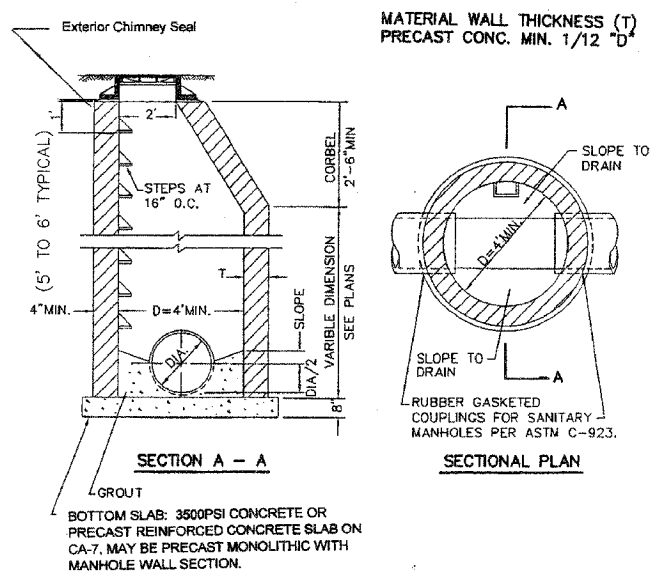 Exterior Chimney Seal
MATERIAL WALL THICKNESS (T)
PRECAST CONC. MIN. 1/12 "D"
1'
2'
(5' TO 6' TYPICAL)
STEPS AT
16" O.C.
CORBEL
2'-6"MIN
4"MIN.
D=4'MIN.
T
SLOPE
DIA.
DIA/2
VARIBLE DIMENSION
SEE PLANS
8"
SECTION A - A
GROUT
BOTTOM SLAB: 3500PSI CONCRETE OR
PRECAST REINFORCED CONCRETE SLAB ON
CA-7, MAY BE PRECAST MONOLITHIC WITH
MANHOLE WALL SECTION.
A
SLOPE TO
DRAIN
D=4'MIN.
SLOPE TO
DRAIN
A
RUBBER GASKETED
COUPLINGS FOR SANITARY
MANHOLES PER ASTM C-923.
SECTIONAL PLAN